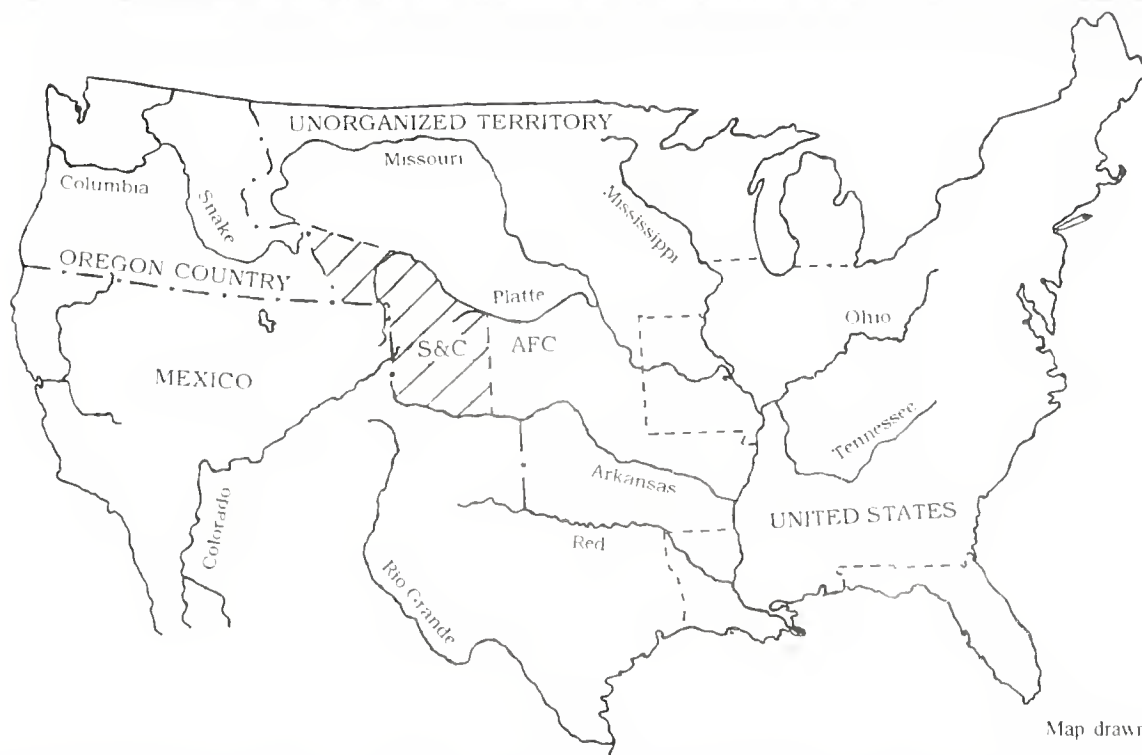 UNORGANIZED TERRITORY
Missouri
Columbia
Snake
Mississippi
OREGON COUNTRY
Platte
Ohio
S&C
AFC
MEXICO
Tennessee
Arkansas
UNITED STATES
Colorado
Red
Rio Grande
Map drawn